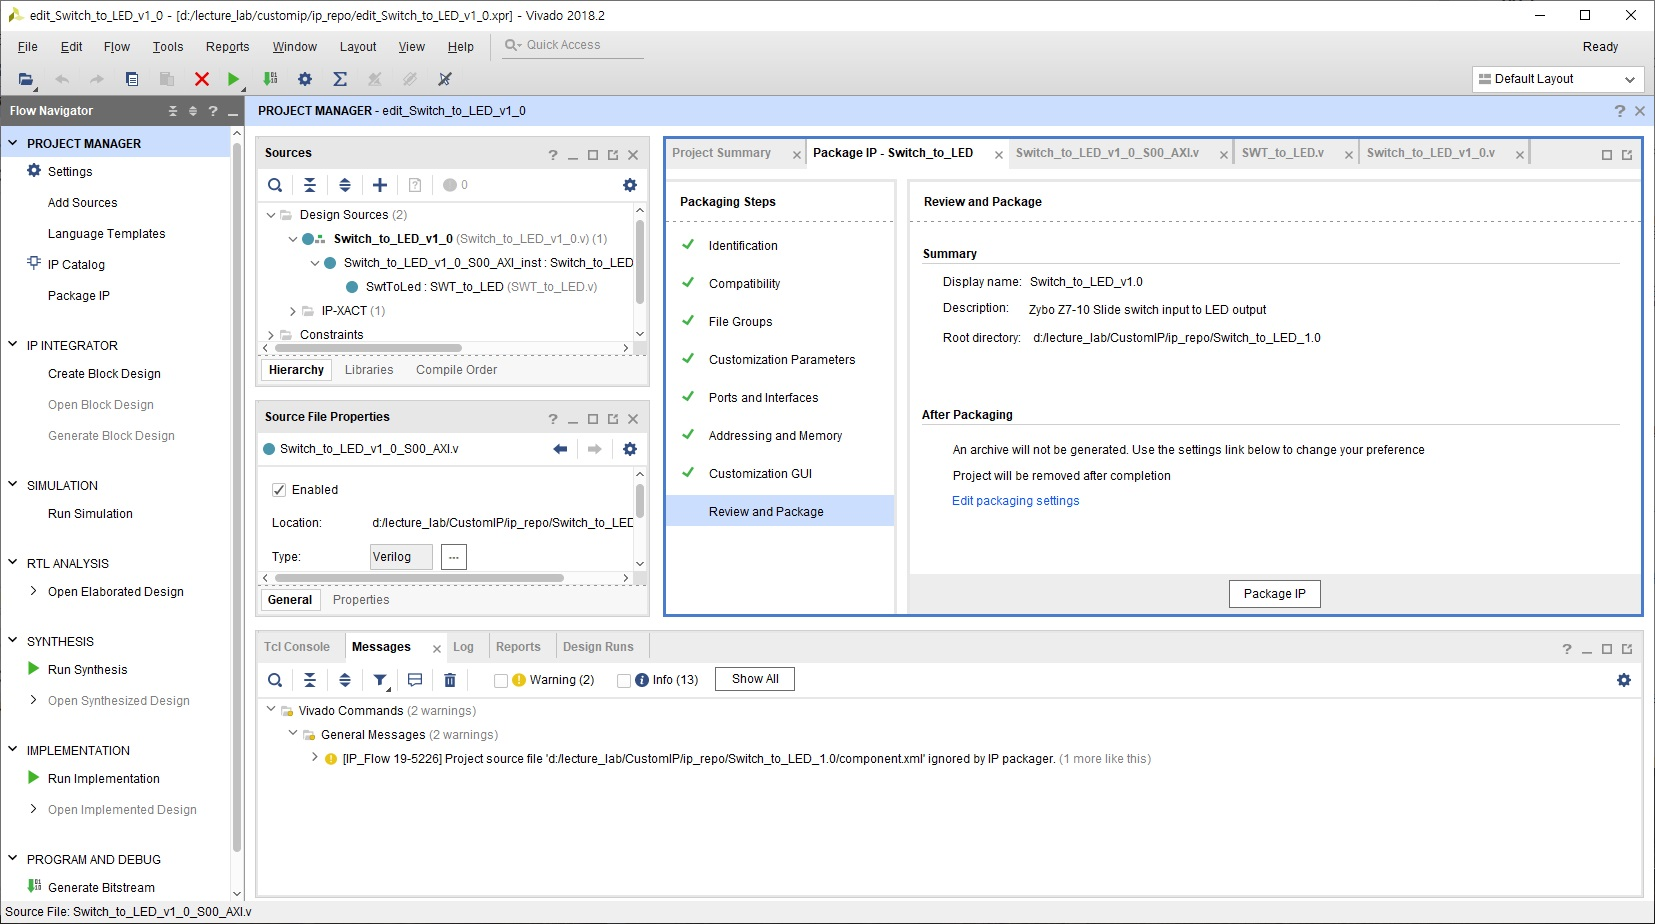 edit_Switch_to_LED_v1_0 - [d:/lecture_lab/customip/ip_repo/edit_Switch_to_LED_v1_0.xpr] - Vivado 2018.2
File Edit Flow Tools Reports Window Layout View Help Quick Access Ready
Default Layout
Flow Navigator
PROJECT MANAGER - edit_Switch_to_LED_v1_0
PROJECT MANAGER
Settings
Add Sources
Language Templates
IP Catalog
Package IP
IP INTEGRATOR
Create Block Design
Open Block Design
Generate Block Design
SIMULATION
Run Simulation
RTL ANALYSIS
Open Elaborated Design
SYNTHESIS
Run Synthesis
Open Synthesized Design
IMPLEMENTATION
Run Implementation
Open Implemented Design
PROGRAM AND DEBUG
Generate Bitstream
Sources
0
Design Sources (2)
Switch_to_LED_v1_0 (Switch_to_LED_v1_0.v) (1)
Switch_to_LED_v1_0_S00_AXI_inst : Switch_to_LED
SwtToLed : SWT_to_LED (SWT_to_LED.v)
IP-XACT (1)
Constraints
Hierarchy Libraries Compile Order
Source File Properties
Switch_to_LED_v1_0_S00_AXI.v
Enabled
Location: d:/lecture_lab/CustomIP/ip_repo/Switch_to_LED
Type: Verilog ...
General Properties
Project Summary Package IP - Switch_to_LED Switch_to_LED_v1_0_S00_AXI.v SWT_to_LED.v Switch_to_LED_v1_0.v
Packaging Steps
Identification
Compatibility
File Groups
Customization Parameters
Ports and Interfaces
Addressing and Memory
Customization GUI
Review and Package
Review and Package
Summary
Display name: Switch_to_LED_v1.0
Description: Zybo Z7-10 Slide switch input to LED output
Root directory: d:/lecture_lab/CustomIP/ip_repo/Switch_to_LED_1.0
After Packaging
An archive will not be generated. Use the settings link below to change your preference
Project will be removed after completion
Edit packaging settings
Package IP
Tcl Console Messages Log Reports Design Runs
Warning (2) Info (13) Show All
Vivado Commands (2 warnings)
General Messages (2 warnings)
[IP_Flow 19-5226] Project source file 'd:/lecture_lab/CustomIP/ip_repo/Switch_to_LED_1.0/component.xml' ignored by IP packager. (1 more like this)
Source File: Switch_to_LED_v1_0_S00_AXI.v